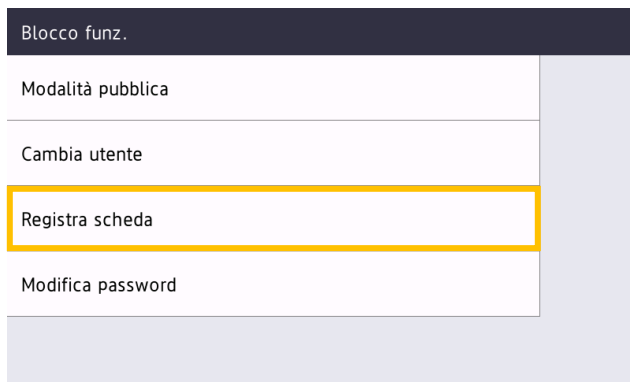 Blocco funz.
Modalità pubblica
Cambia utente
Registra scheda
Modifica password